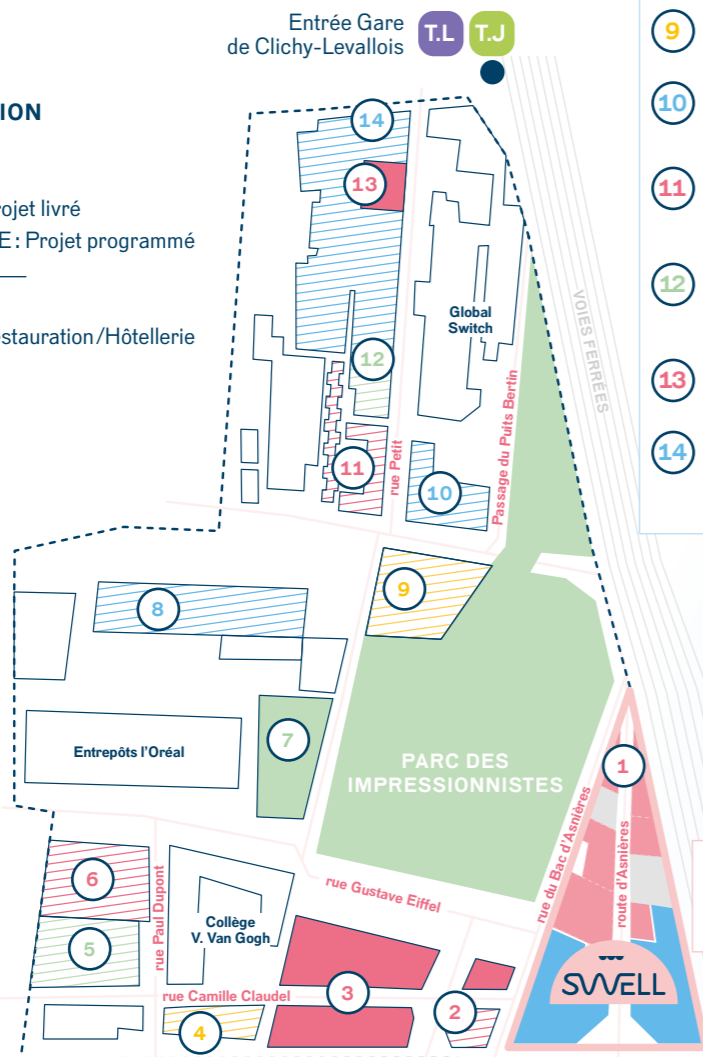 Entrée Gare
de Clichy-Levallois
T.L
T.J
9
10
11
12
13
14
ION
rojet livré
E : Projet programmé
estauration/Hôtellerie
14
13
Global
Switch
VOIES FERRÉES
12
11
rue Petit
10
Passage du Puits Bertin
9
8
7
Entrepôts l'Oréal
PARC DES
IMPRESSIONNISTES
1
rue du Bac d'Asnières
route d'Asnières
6
5
rue Paul Dupont
Collège
V. Van Gogh
rue Gustave Eiffel
rue Camille Claudel
3
4
2
SWELL